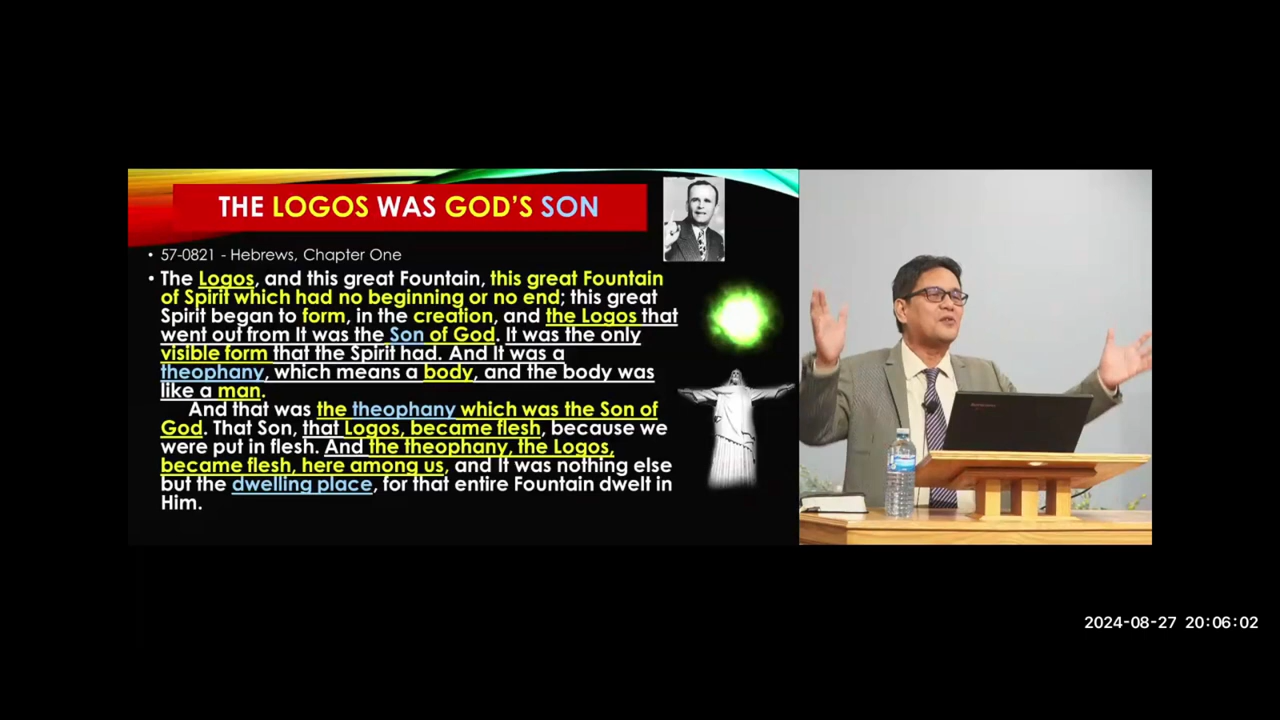 THE LOGOS WAS GOD'S SON
• 57-0821 - Hebrews, Chapter One
• The Logos, and this great Fountain, this great Fountain
of Spirit which had no beginning or no end; this great
Spirit began to form, in the creation, and the Logos that
went out from It was the Son of God. It was the only
visible form that the Spirit had. And It was a
theophany, which means a body, and the body was
like a man.
And that was the theophany which was the Son of
God. That Son, that Logos, became flesh, because we
were put in flesh. And the theophany, the Logos,
became flesh, here among us, and It was nothing else
but the dwelling place, for that entire Fountain dwelt in
Him.
2024-08-27 20:06:02